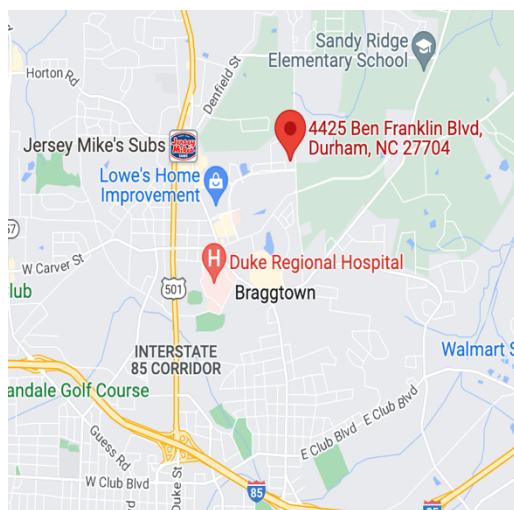 Sandy Ridge
Elementary School
Horton Rd
Denfield St
4425 Ben Franklin Blvd,
Durham, NC 27704
Jersey Mike's Subs
JERSEY
MIKE'S
Lowe's Home
Improvement
Duke Regional Hospital
H
W Carver St
501
Braggtown
lub
INTERSTATE
85 CORRIDOR
Walmart S
andale Golf Course
E Club Blvd
E Club Blvd
Guess Rd
W Club Blvd
Duke St
85